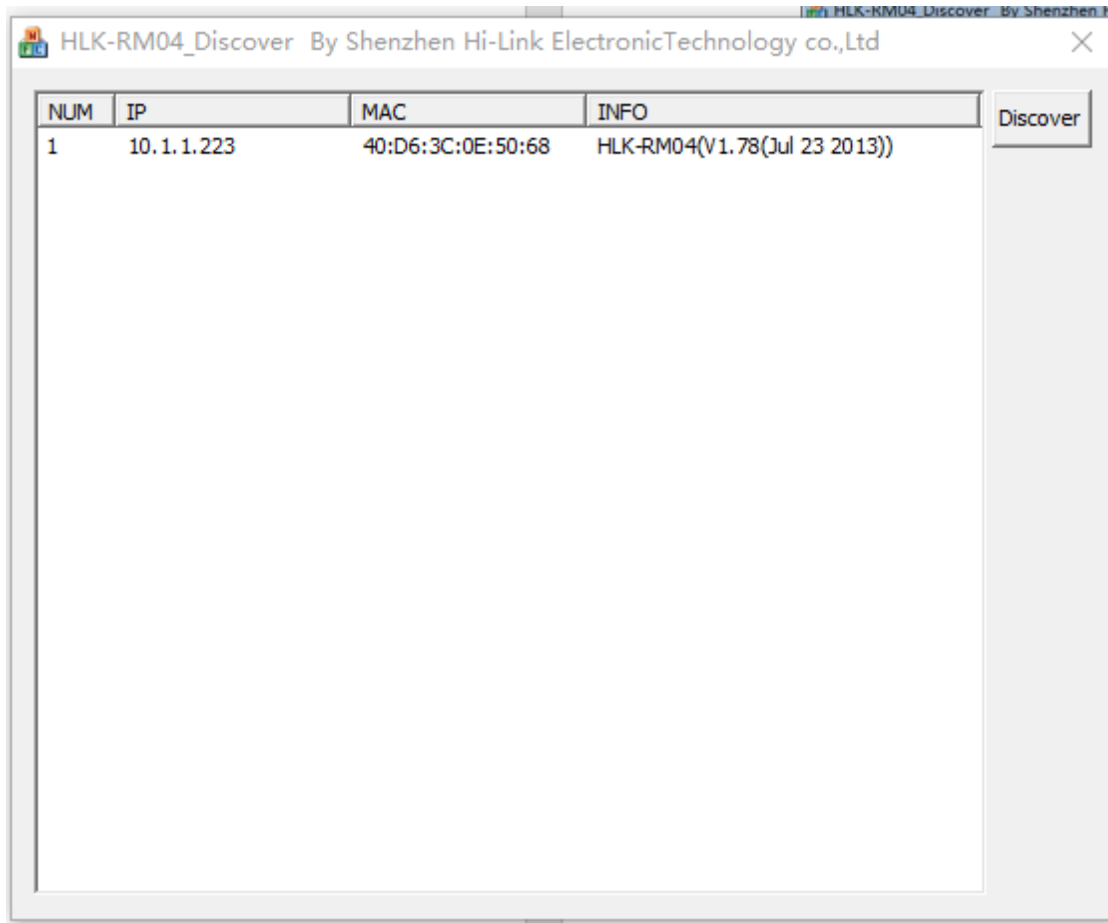 HLK-RM04_Discover By Shenzhen H
HLK-RM04_Discover By Shenzhen Hi-Link ElectronicTechnology co.,Ltd
NUM IP MAC INFO Discover
1 10.1.1.223 40:D6:3C:0E:50:68 HLK-RM04(V1.78(Jul 23 2013))